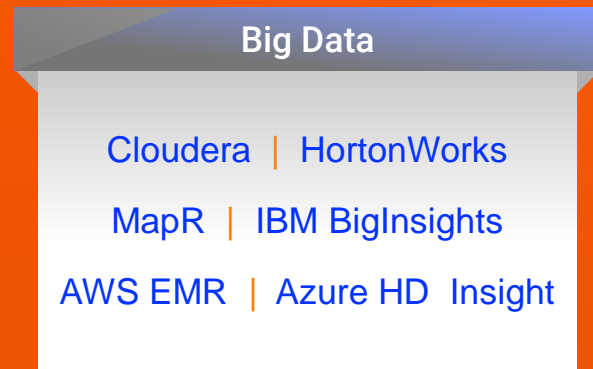 Big Data
Cloudera | HortonWorks
MapR | IBM BigInsights
AWS EMR | Azure HD Insight